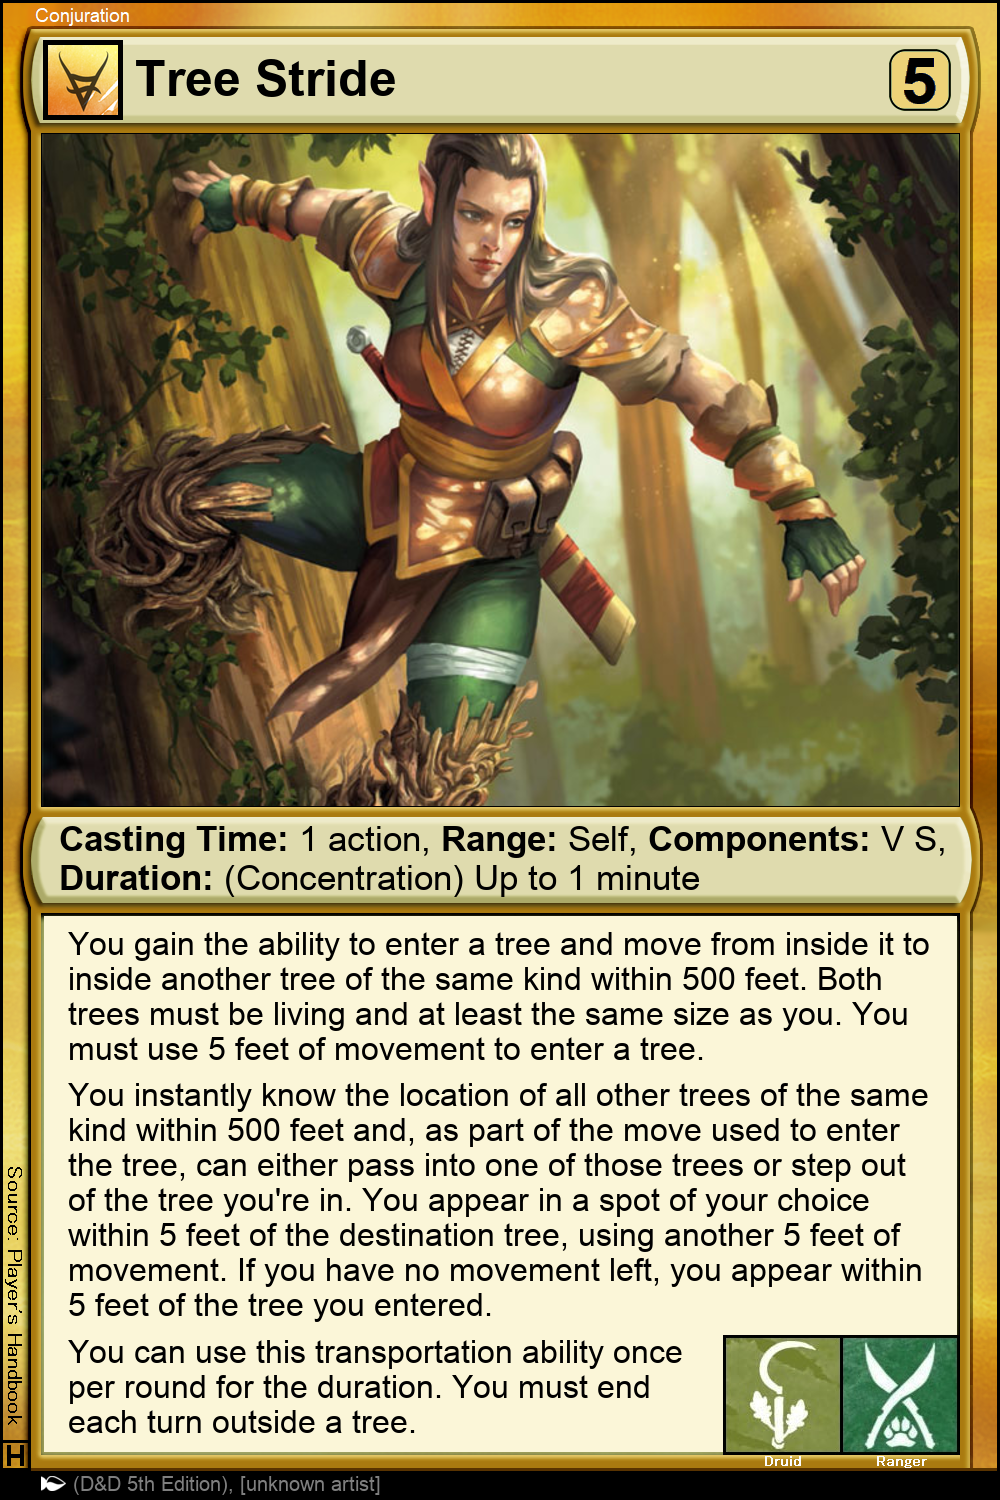 Conjuration
Tree Stride
5
Casting Time: 1 action, Range: Self, Components: V S,
Duration: (Concentration) Up to 1 minute
You gain the ability to enter a tree and move from inside it to
inside another tree of the same kind within 500 feet. Both
trees must be living and at least the same size as you. You
must use 5 feet of movement to enter a tree.
You instantly know the location of all other trees of the same
kind within 500 feet and, as part of the move used to enter
the tree, can either pass into one of those trees or step out
of the tree you're in. You appear in a spot of your choice
within 5 feet of the destination tree, using another 5 feet of
movement. If you have no movement left, you appear within
5 feet of the tree you entered.
You can use this transportation ability once
per round for the duration. You must end
each turn outside a tree.
Druid
Ranger
Source: Player's Handbook
H
(D&D 5th Edition), [unknown artist]